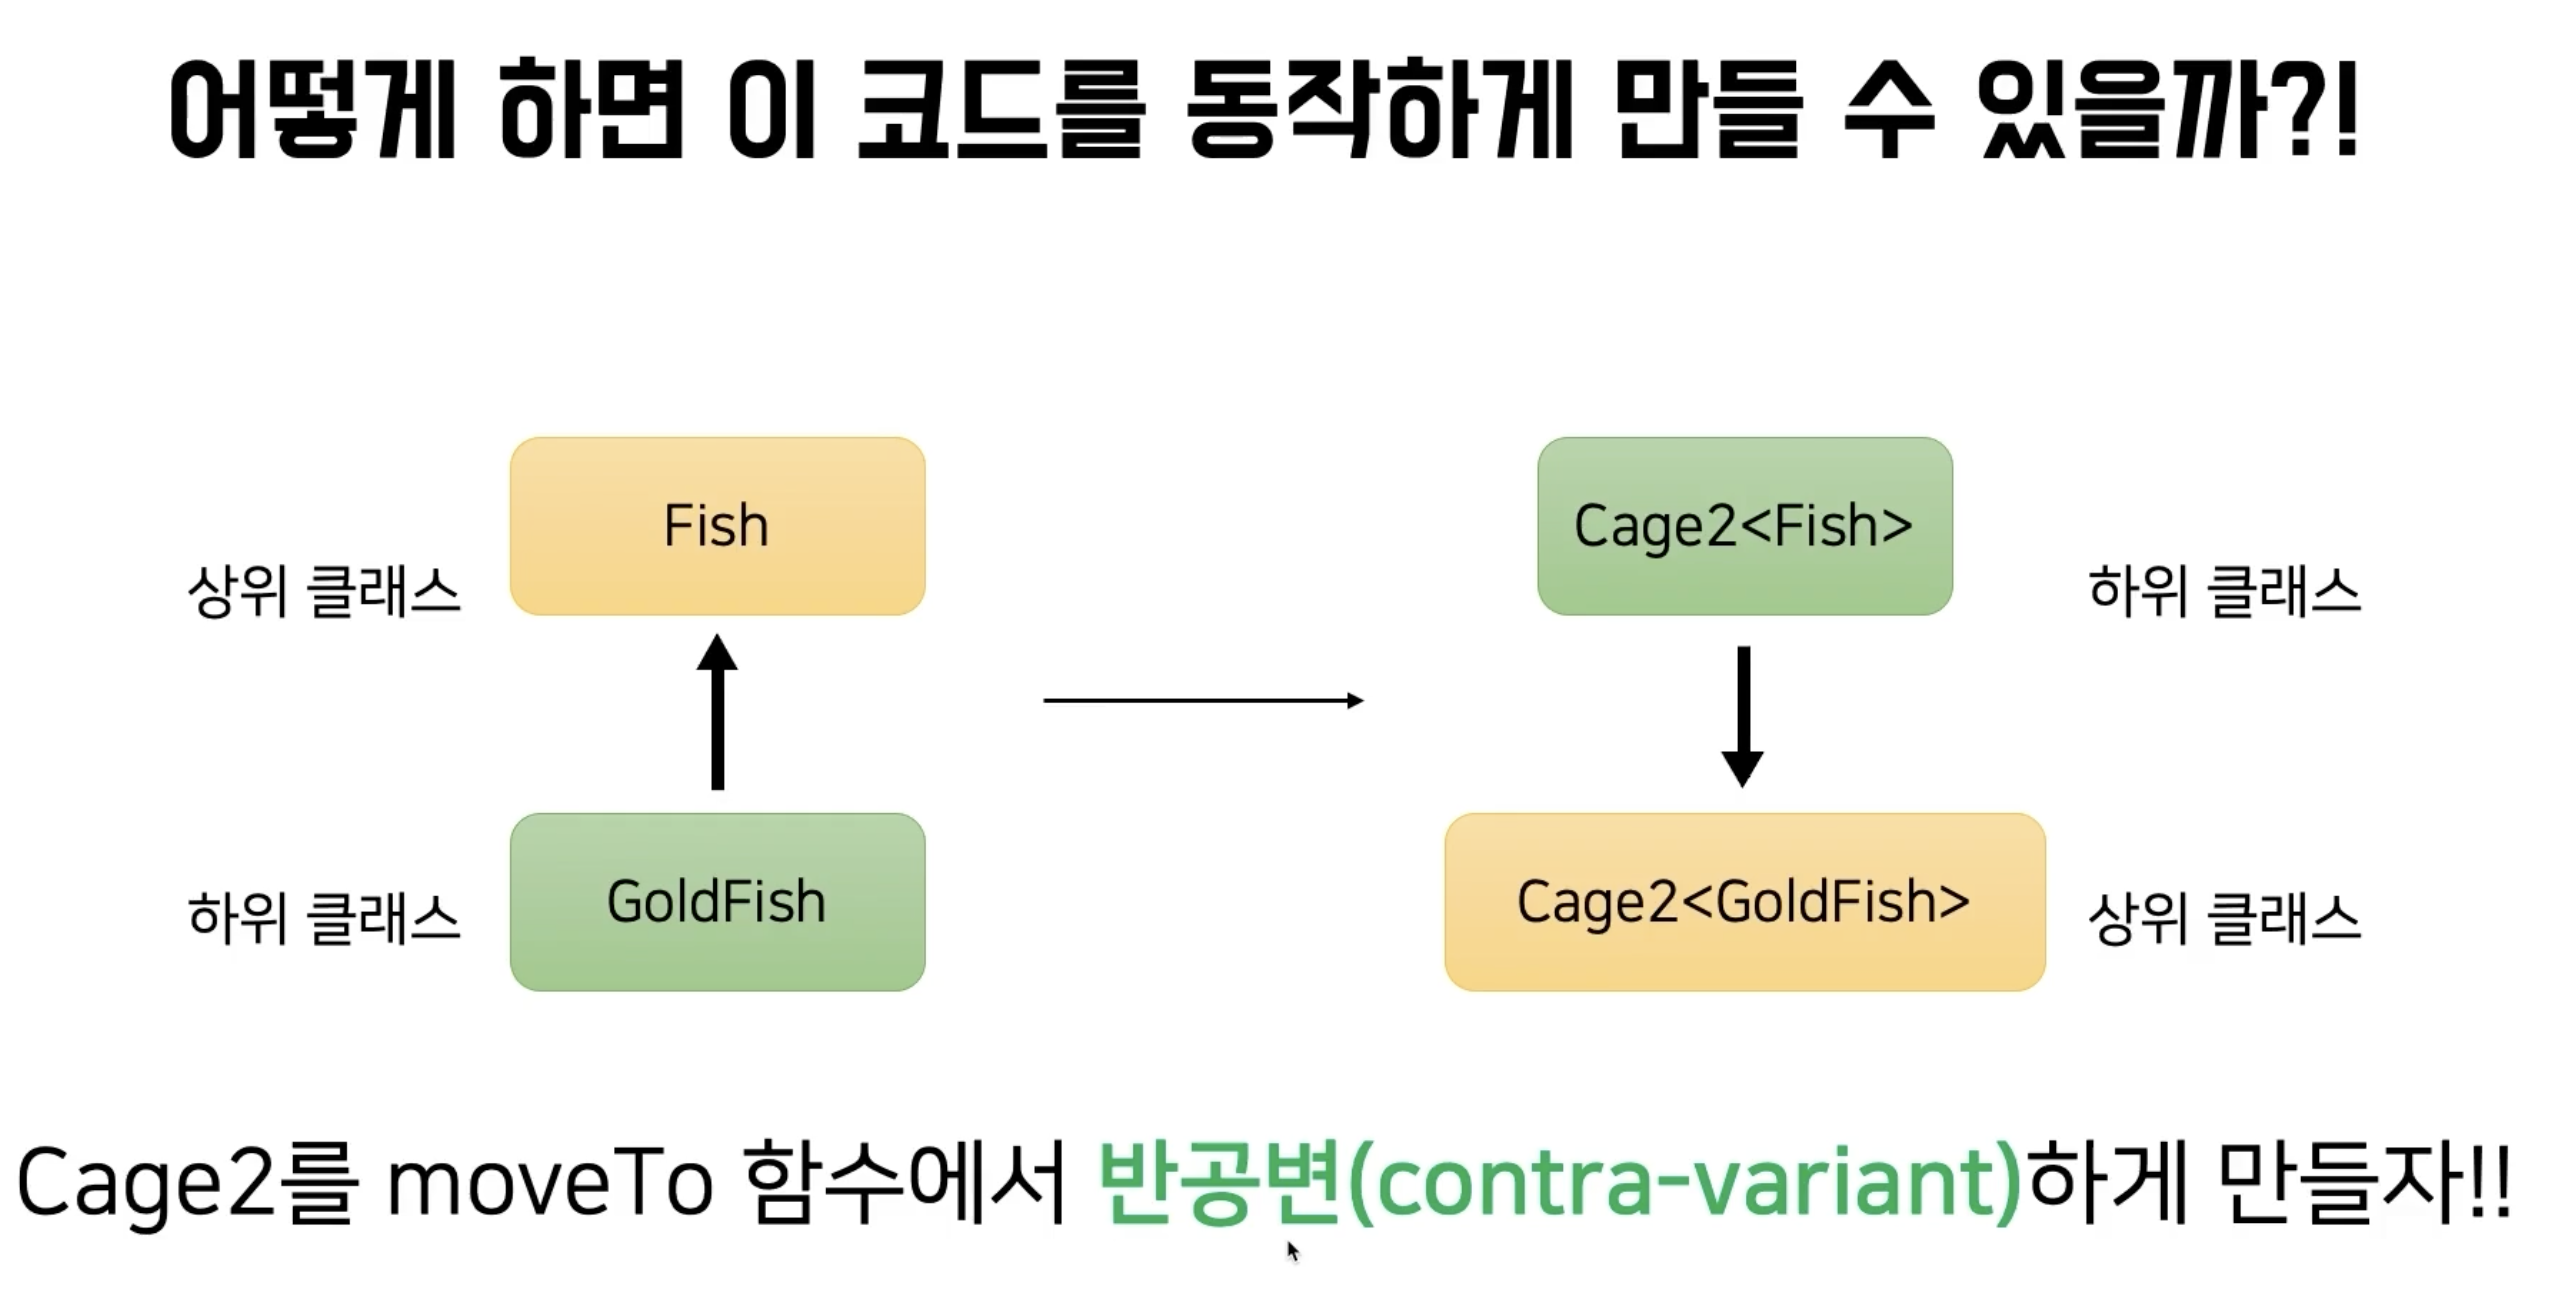 어떻게 하면 이 코드를 동작하게 만들 수 있을까?!
Fish
Cage2<Fish>
상위 클래스
하위 클래스
GoldFish
Cage2<GoldFish>
하위 클래스
상위 클래스
Cage2를 moveTo 함수에서 반공변(contra-variant)하게 만들자!!